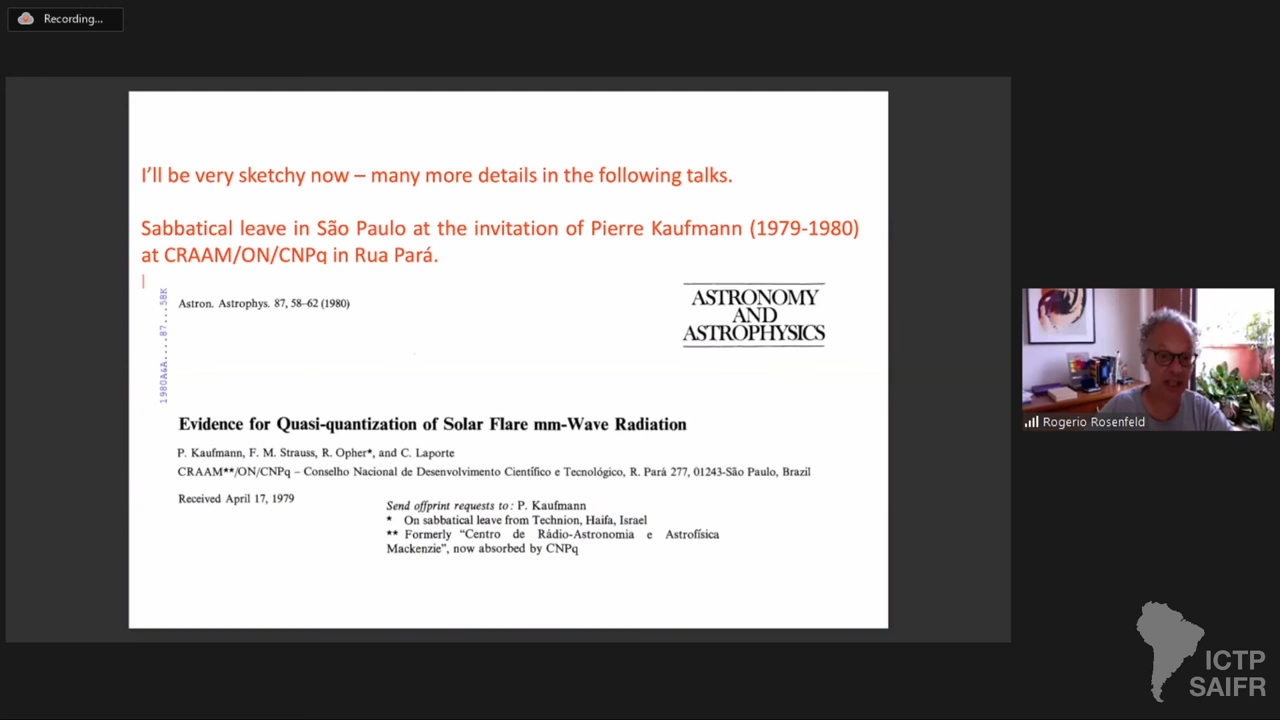 Recording...
I'll be very sketchy now – many more details in the following talks.
Sabbatical leave in São Paulo at the invitation of Pierre Kaufmann (1979-1980)
at CRAAM/ON/CNPq in Rua Pará.
1980A&A....87...58K
Astron. Astrophys. 87, 58–62 (1980)
ASTRONOMY
AND
ASTROPHYSICS
Evidence for Quasi-quantization of Solar Flare mm-Wave Radiation
P. Kaufmann, F. M. Strauss, R. Opher*, and C. Laporte
CRAAM**/ON/CNPq – Conselho Nacional de Desenvolvimento Científico e Tecnológico, R. Pará 277, 01243-São Paulo, Brazil
Received April 17, 1979
Send offprint requests to: P. Kaufmann
* On sabbatical leave from Technion, Haifa, Israel
** Formerly "Centro de Rádio-Astronomia e Astrofísica
Mackenzie", now absorbed by CNPq
Rogerio Rosenfeld
ICTP
SAIFR